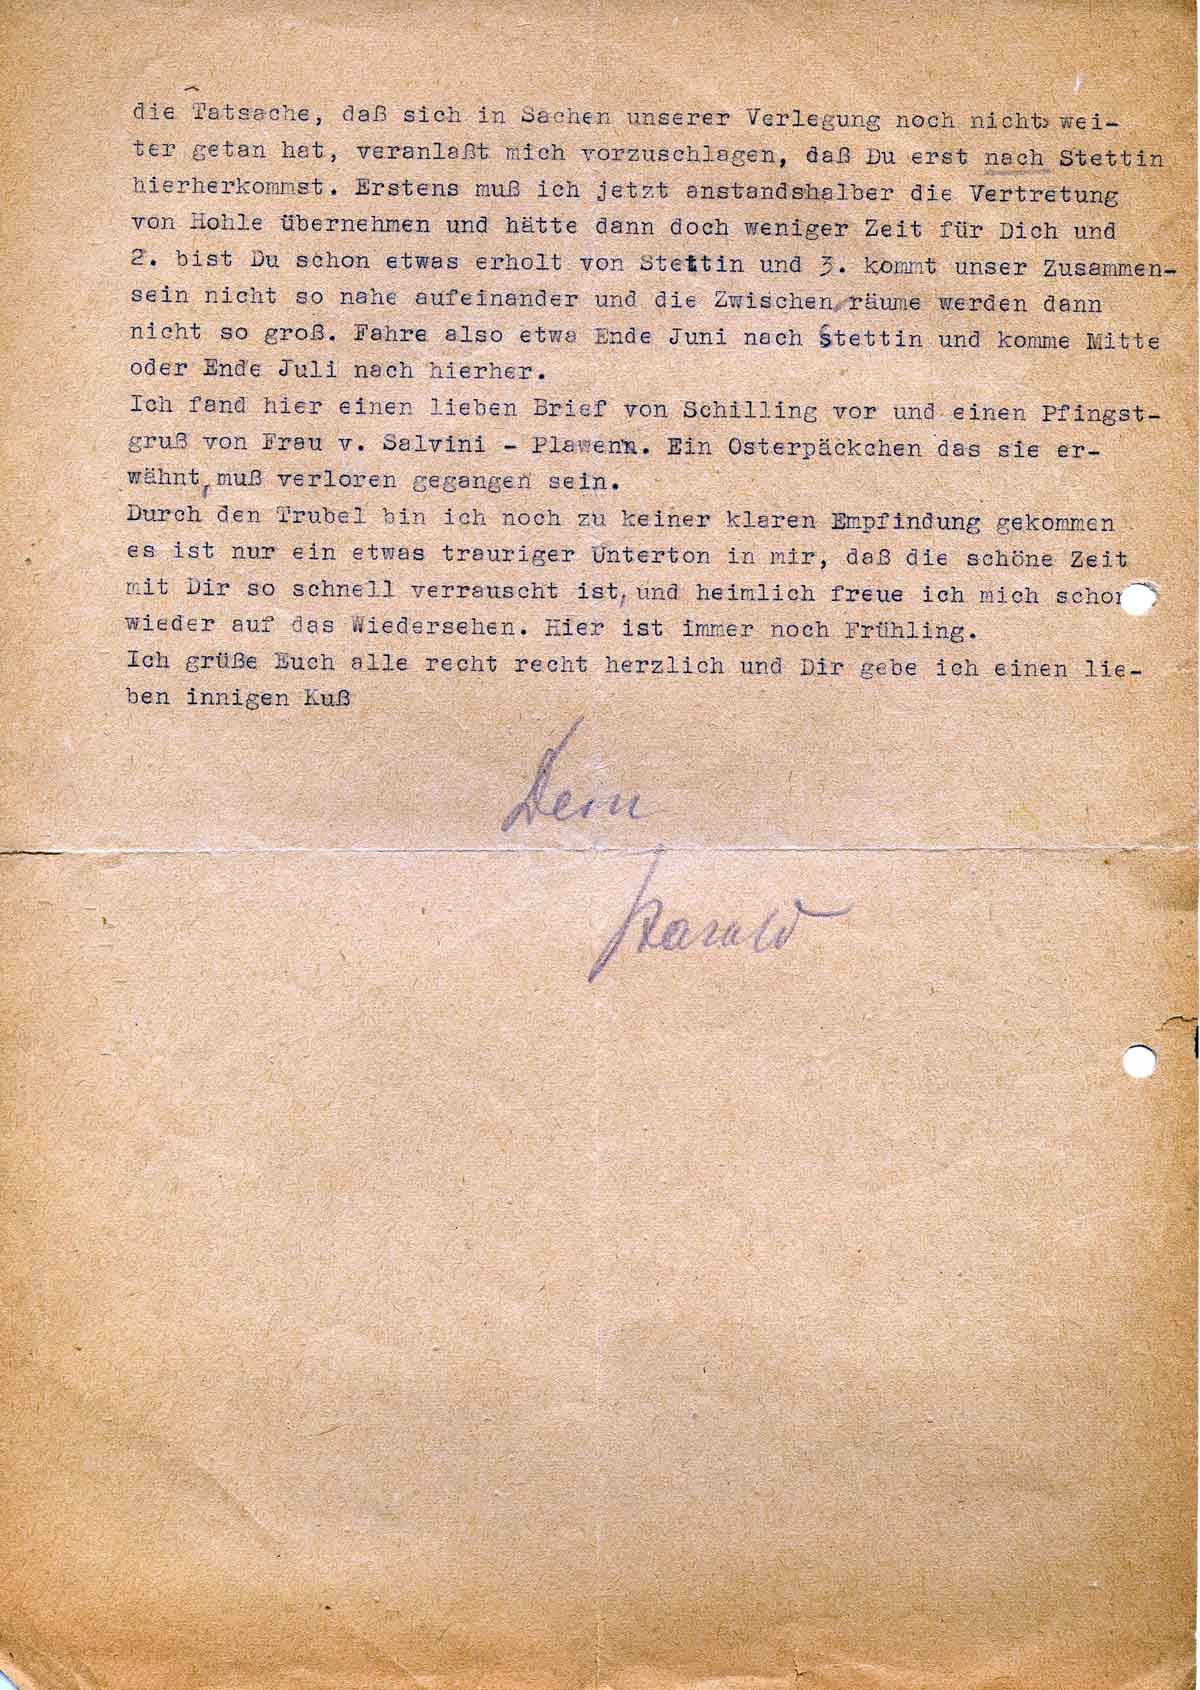 die Tatsache, daß sich in Sachen unserer Verlegung noch nicht wei-
ter getan hat, veranlaßt mich vorzuschlagen, daß Du erst nach Stettin
hierherkommst. Erstens muß ich jetzt anstandshalber die Vertretung
von Hohle übernehmen und hätte dann doch weniger Zeit für Dich und
2. bist Du schon etwas erholt von Stettin und 3. kommt unser Zusammen-
sein nicht so nahe aufeinander und die Zwischenräume werden dann
nicht so groß. Fahre also etwa Ende Juni nach Stettin und komme Mitte
oder Ende Juli nach hierher.
Ich fand hier einen lieben Brief von Schilling vor und einen Pfingst-
gruß von Frau v. Salvini - Plawenn. Ein Osterpäckchen das sie er-
wähnt, muß verloren gegangen sein.
Durch den Trubel bin ich noch zu keiner klaren Empfindung gekommen
es ist nur ein etwas trauriger Unterton in mir, daß die schöne Zeit
mit Dir so schnell verrauscht ist, und heimlich freue ich mich schon
wieder auf das Wiedersehen. Hier ist immer noch Frühling.
Ich grüße Euch alle recht recht herzlich und Dir gebe ich einen lie-
ben innigen Kuß
Dein
Harald